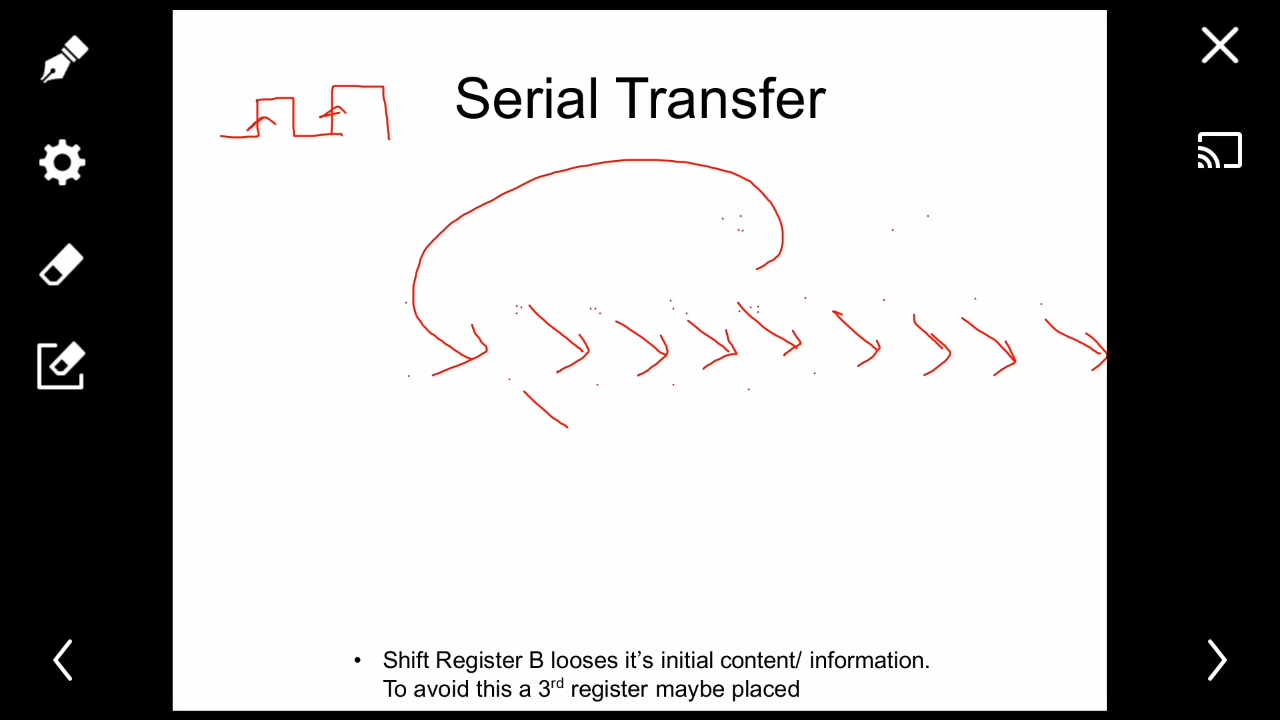 Serial Transfer
• Shift Register B looses it's initial content/ information.
To avoid this a 3rd register maybe placed